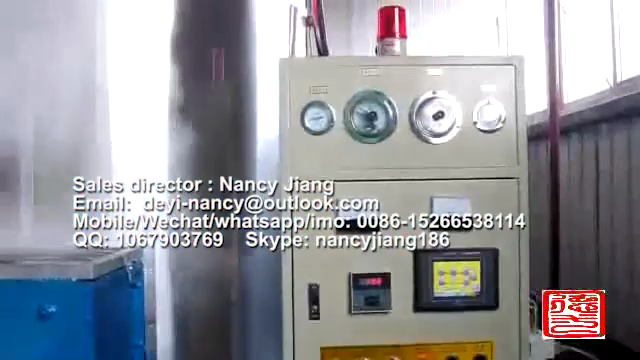 Sales director : Nancy Jiang
Email: deyi-nancy@outlook.com
Mobile/Wechat/whatsapp/imo: 0086-15266538114
QQ: 1067903769 Skype: nancyjiang186